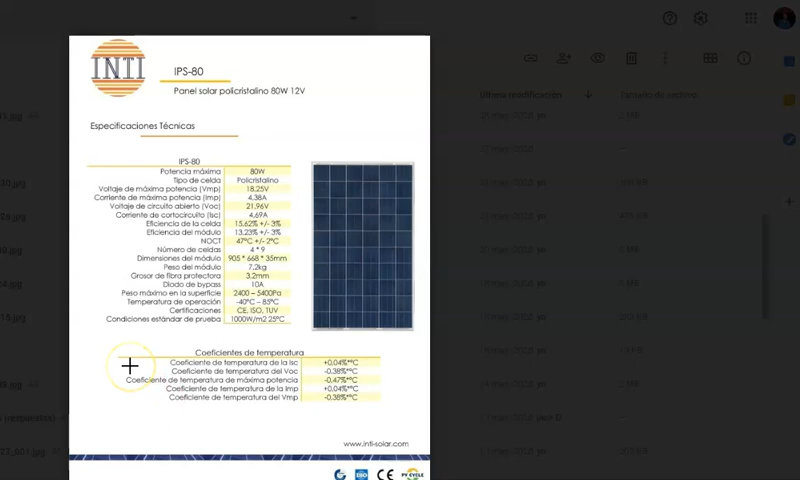 INTI
IPS-80
Panel solar policristalino 80W 12V
Especificaciones Técnicas
IPS-80
Potencia máxima 80W
Tipo de celda Policristalino
Voltaje de máxima potencia (Vmp) 18.25V
Corriente de máxima potencia (Imp) 4.38A
Voltaje de circuito abierto (Voc) 21.96V
Corriente de cortocircuito (Isc) 4.69A
Eficiencia de la celda 15.62% +/- 3%
Eficiencia del módulo 13.23% +/- 3%
NOCT 47°C +/- 2°C
Número de celdas 4 * 9
Dimensiones del módulo 905 * 668 * 35mm
Peso del módulo 7.2kg
Grosor de fibra protectora 3.2mm
Diodo de bypass 10A
Peso máximo en la superficie 2400 – 5400Pa
Temperatura de operación -40°C – 85°C
Certificaciones CE, ISO, TUV
Condiciones estándar de prueba 1000W/m2 25°C
Coeficientes de temperatura
Coeficiente de temperatura de la Isc +0.04%*°C
Coeficiente de temperatura del Voc -0.38%*°C
Coeficiente de temperatura de máxima potencia -0.47%*°C
Coeficiente de temperatura de la Imp +0.04%*°C
Coeficiente de temperatura del Vmp -0.38%*°C
www.inti-solar.com
ISO
CE
PV CYCLE
Última modificación
Tamaño de archivo